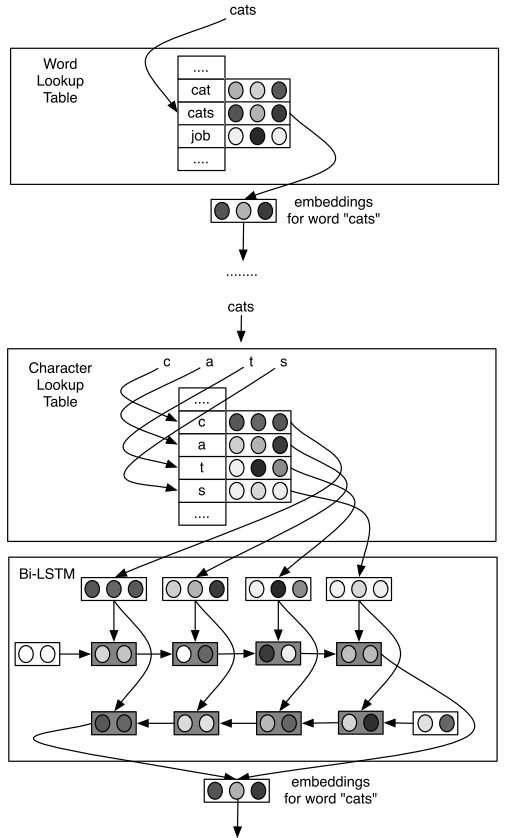 cats
Word
Lookup
Table
....
cat
cats
job
....
embeddings
for word "cats"
........
cats
Character
Lookup
Table
c a t s
....
c
a
t
s
....
Bi-LSTM
embeddings
for word "cats"